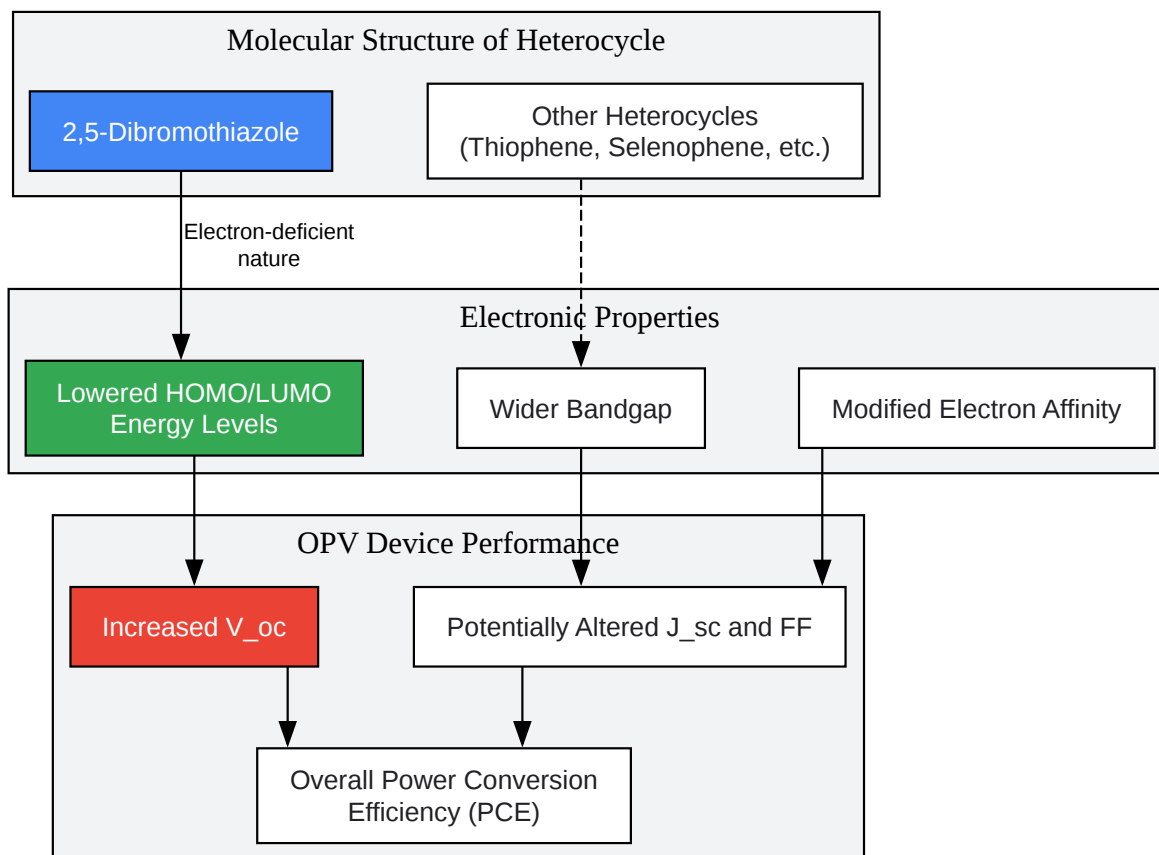 Molecular Structure of Heterocycle
2,5-Dibromothiazole
Other Heterocycles
(Thiophene, Selenophene, etc.)
Electron-deficient
nature
Electronic Properties
Lowered HOMO/LUMO
Energy Levels
Wider Bandgap
Modified Electron Affinity
OPV Device Performance
Increased V_oc
Potentially Altered J_sc and FF
Overall Power Conversion
Efficiency (PCE)